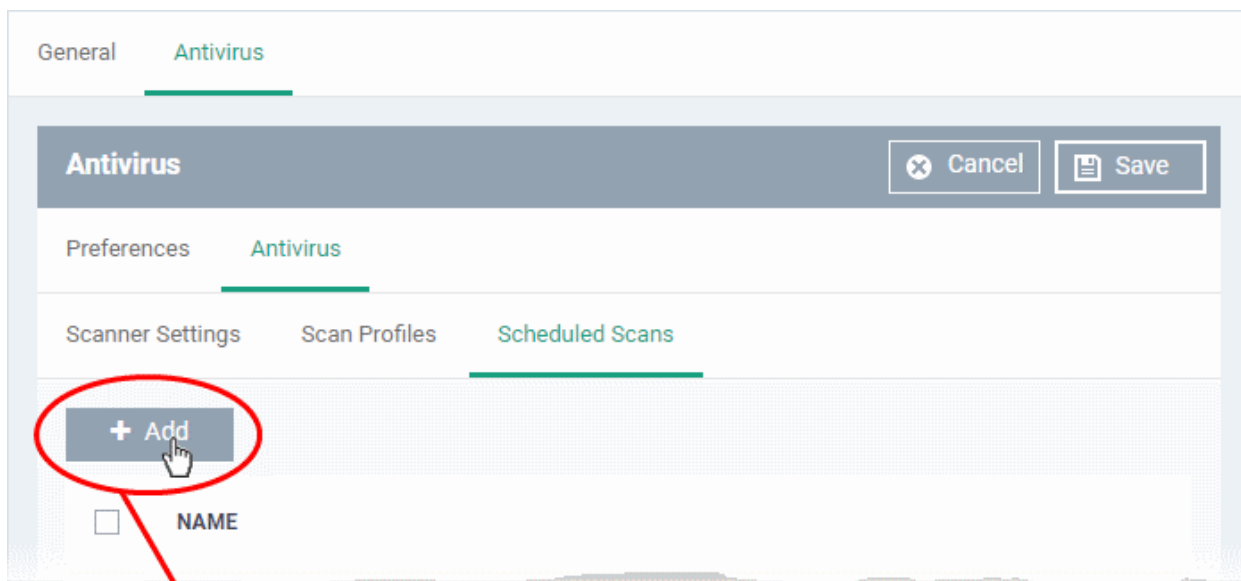 General Antivirus
Antivirus Cancel Save
Preferences Antivirus
Scanner Settings Scan Profiles Scheduled Scans
+ Add
NAME